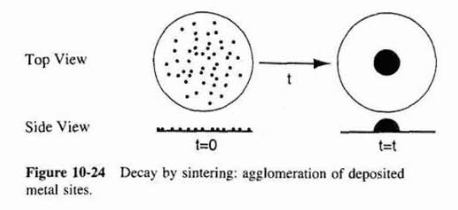 Top View
t
Side View
t=0
t=t
Figure 10-24 Decay by sintering: agglomeration of deposited
metal sites.